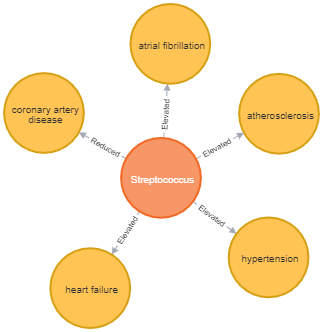 atrial fibrillation
Elevated
coronary artery
disease
Reduced
Elevated
atherosclerosis
Streptococcus
Elevated
Elevated
hypertension
heart failure